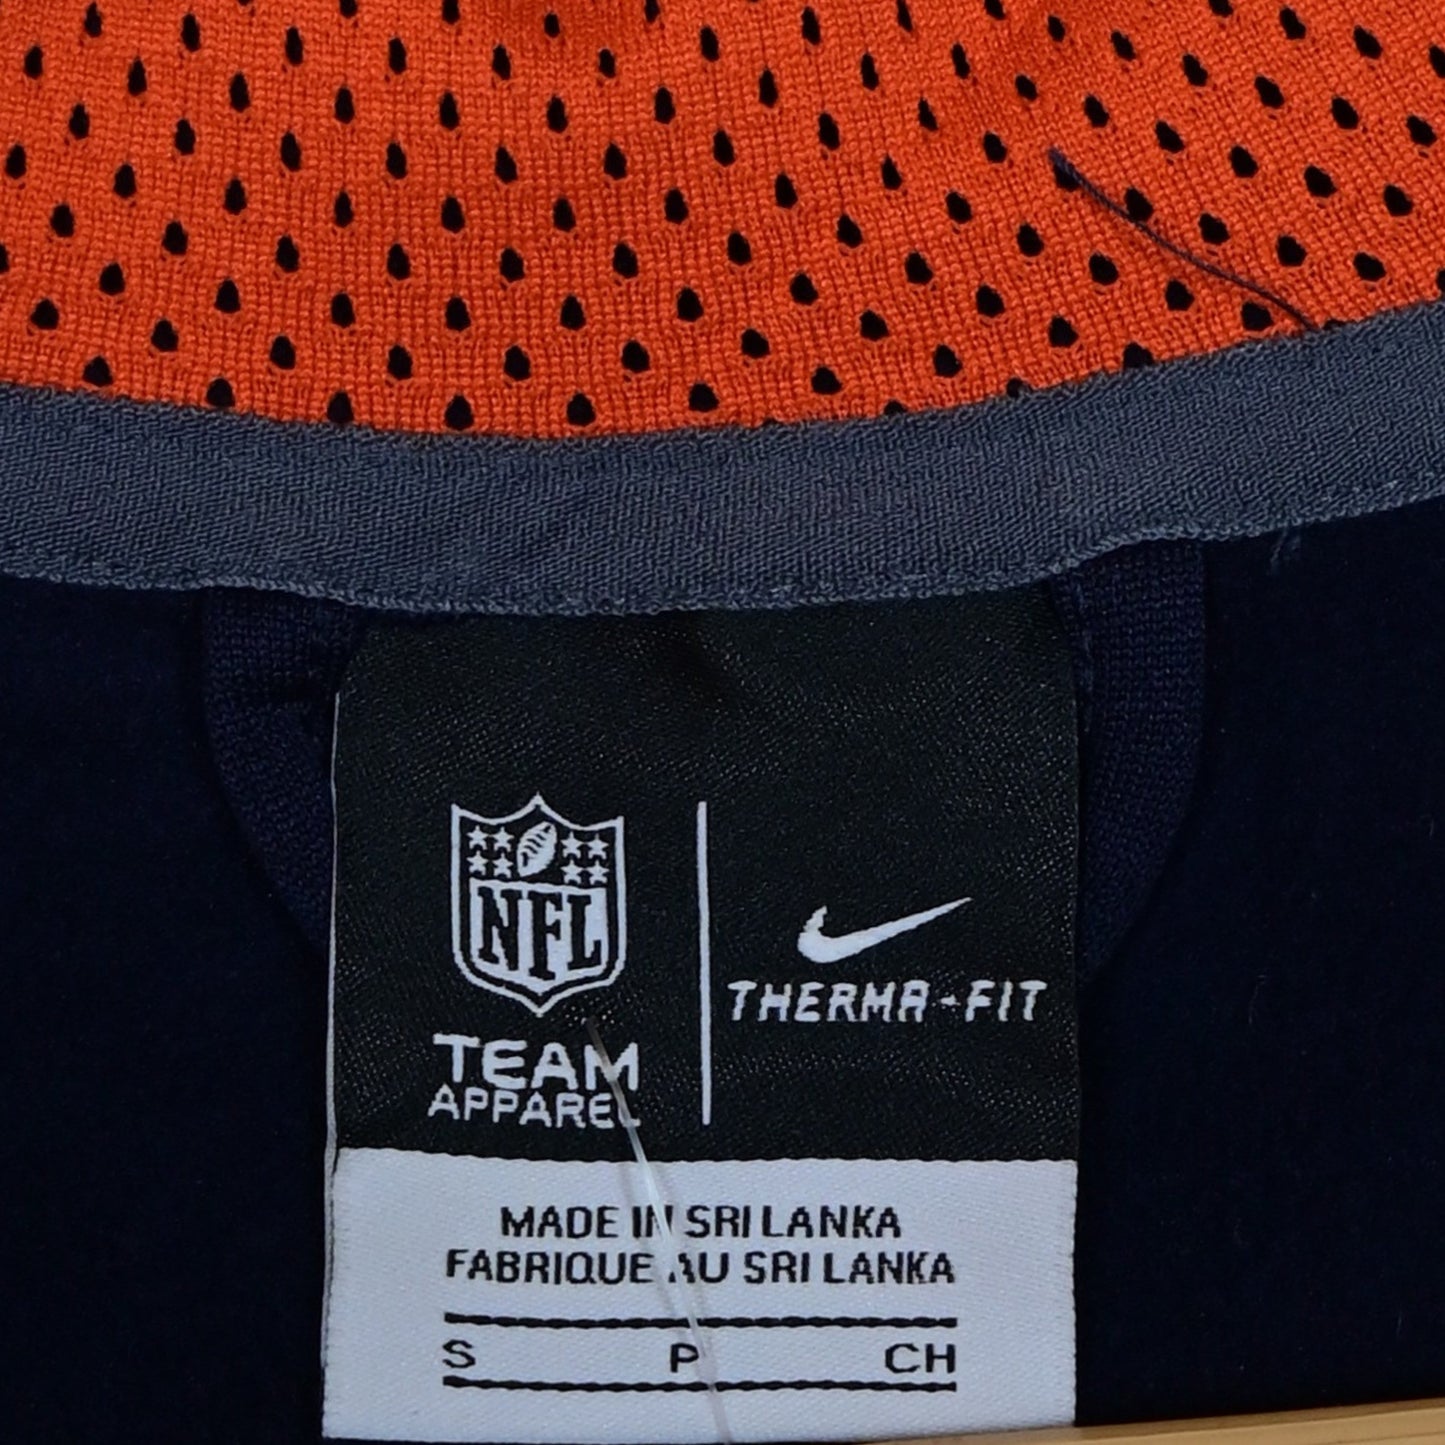 NFL
TEAM
APPAREL
THERMA-FIT
MADE IN SRI LANKA
FABRIQUE AU SRI LANKA
S P CH